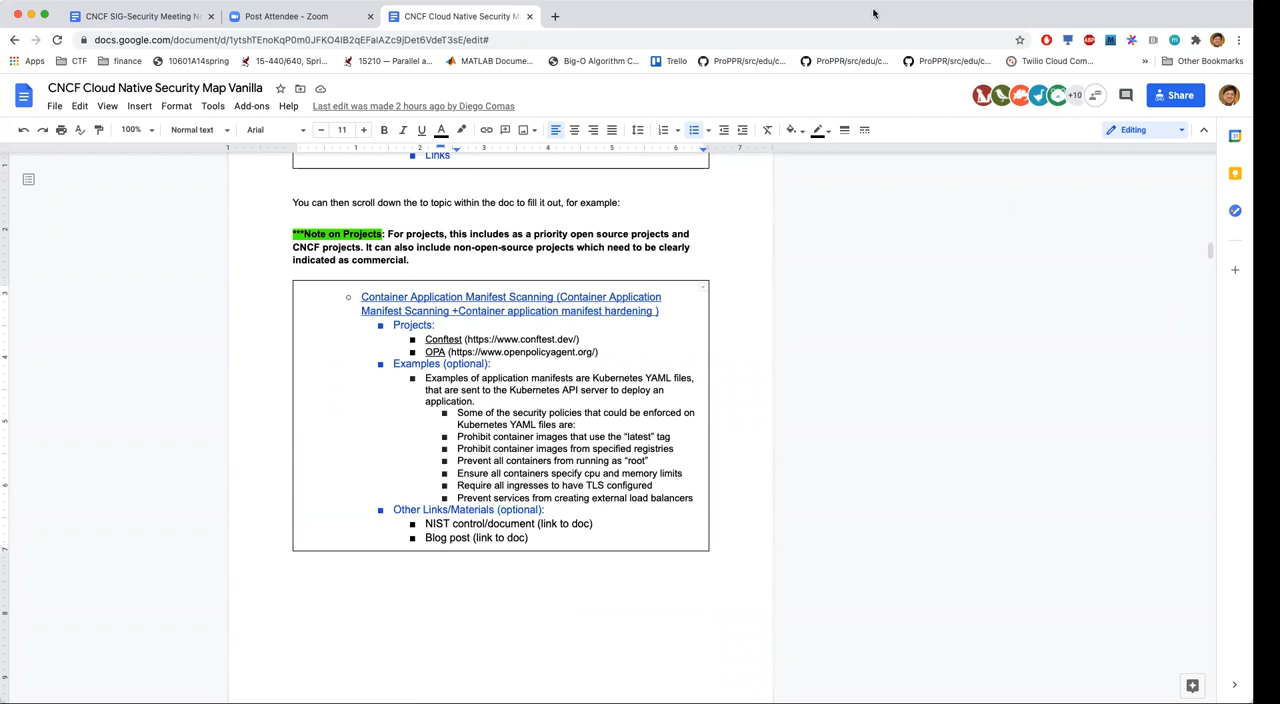 CNCF SIG-Security Meeting N
Post Attendee - Zoom
CNCF Cloud Native Security M
docs.google.com/document/d/1ytshTEnoKqP0m0JFKO4IB2qEFalAZc9jDet6VdeT3sE/edit#
Apps CTF finance 10601A14spring 15-440/640, Spri... 15210 — Parallel a... MATLAB Docume... Big-O Algorithm C... Trello ProPPR/src/edu/c... ProPPR/src/edu/c... ProPPR/src/edu/c... Twilio Cloud Com... » Other Bookmarks
CNCF Cloud Native Security Map Vanilla
File Edit View Insert Format Tools Add-ons Help Last edit was made 2 hours ago by Diego Comas
+10
Share
100% Normal text Arial 11 B I U A Editing
1 1 2 3 4 5 6 7
Links
You can then scroll down the to topic within the doc to fill it out, for example:
***Note on Projects: For projects, this includes as a priority open source projects and
CNCF projects. It can also include non-open-source projects which need to be clearly
indicated as commercial.
Container Application Manifest Scanning (Container Application
Manifest Scanning +Container application manifest hardening )
Projects:
Conftest (https://www.conftest.dev/)
OPA (https://www.openpolicyagent.org/)
Examples (optional):
Examples of application manifests are Kubernetes YAML files,
that are sent to the Kubernetes API server to deploy an
application.
Some of the security policies that could be enforced on
Kubernetes YAML files are:
Prohibit container images that use the “latest” tag
Prohibit container images from specified registries
Prevent all containers from running as “root”
Ensure all containers specify cpu and memory limits
Require all ingresses to have TLS configured
Prevent services from creating external load balancers
Other Links/Materials (optional):
NIST control/document (link to doc)
Blog post (link to doc)